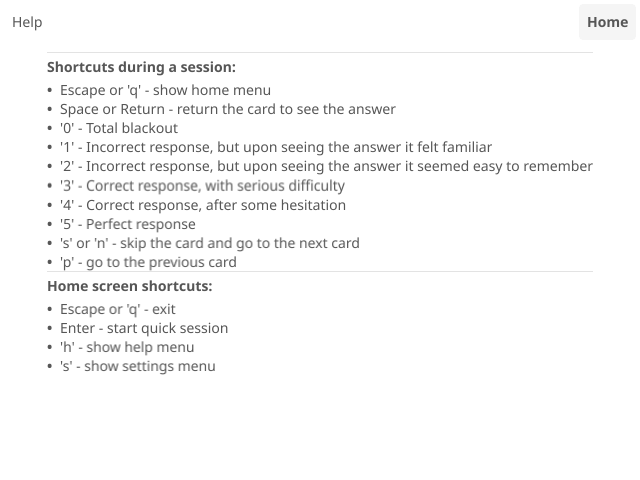 Help
Home
Shortcuts during a session:
• Escape or 'q' - show home menu
• Space or Return - return the card to see the answer
• '0' - Total blackout
• '1' - Incorrect response, but upon seeing the answer it felt familiar
• '2' - Incorrect response, but upon seeing the answer it seemed easy to remember
• '3' - Correct response, with serious difficulty
• '4' - Correct response, after some hesitation
• '5' - Perfect response
• 's' or 'n' - skip the card and go to the next card
• 'p' - go to the previous card
Home screen shortcuts:
• Escape or 'q' - exit
• Enter - start quick session
• 'h' - show help menu
• 's' - show settings menu